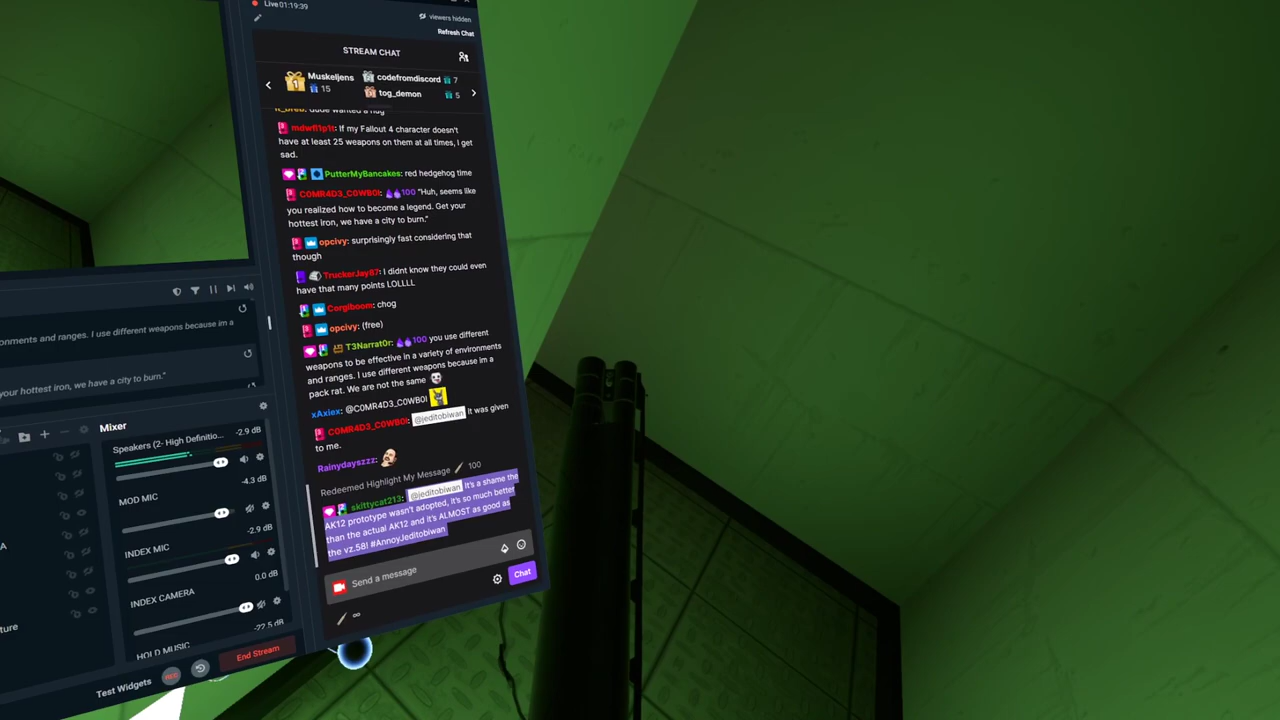 Live 01:19:39
viewers hidden
Refresh Chat
STREAM CHAT
Muskeljens
15
codefromdiscord 7
tog_demon 5
dude wanted a hug
mdwfl1p1t: If my Fallout 4 character doesn't
have at least 25 weapons on them at all times, I get
sad.
PutterMyBancakes: red hedgehog time
C0MR4D3_C0WB0I: 100 "Huh, seems like
you realized how to become a legend. Get your
hottest iron, we have a city to burn."
opcivy: surprisingly fast considering that
though
TruckerJay87: I didnt know they could even
have that many points LOLLLL
Corglboem: chog
opcivy: (free)
T3Narrat0r: 100 you use different
weapons to be effective in a variety of environments
and ranges. I use different weapons because im a
pack rat. We are not the same
xAxiex: @C0MR4D3_C0WB0I
C0MR4D3_C0WB0I: @jeditobiwan It was given
to me.
Rainydayszzz:
Redeemed Highlight My Message 100
skittycat213: @jeditobiwan It's a shame the
AK12 prototype wasn't adopted, it's so much better
than the actual AK12 and it's ALMOST as good as
the vz.58! #AnnoyJeditobiwan
Send a message
Chat
∞
onments and ranges. I use different weapons because im a
your hottest iron, we have a city to burn."
Mixer
Speakers (2- High Definitio... -2.9 dB
-4.3 dB
MOD MIC
-2.9 dB
INDEX MIC
0.0 dB
INDEX CAMERA
-22.5 dB
HOLD MUSIC
A
ture
Test Widgets
REC
End Stream